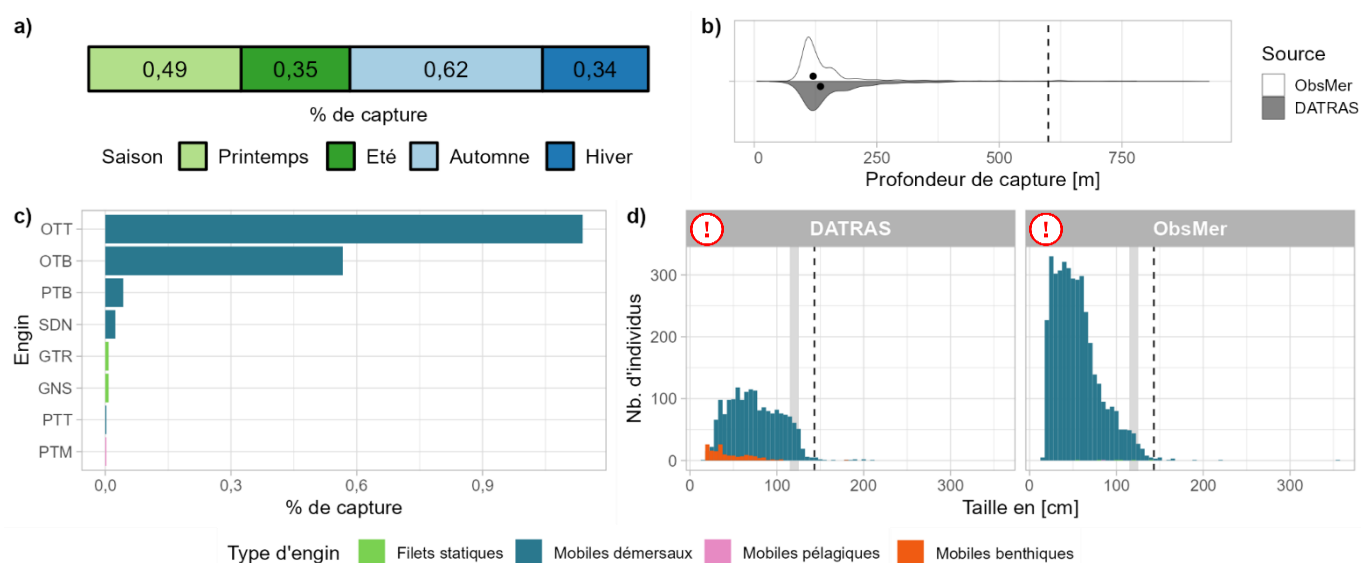 a)
0,49 0,35 0,62 0,34
% de capture
Saison Printemps Eté Automne Hiver
b)
0 250 500 750
Profondeur de capture [m]
Source
ObsMer
DATRAS
c)
Engin
OTT
OTB
PTB
SDN
GTR
GNS
PTT
PTM
0,0 0,3 0,6 0,9
% de capture
d)
! DATRAS ! ObsMer
Nb. d'individus
300
200
100
0
0 100 200 300 0 100 200 300
Taille en [cm]
Type d'engin Filets statiques Mobiles démersaux Mobiles pélagiques Mobiles benthiques